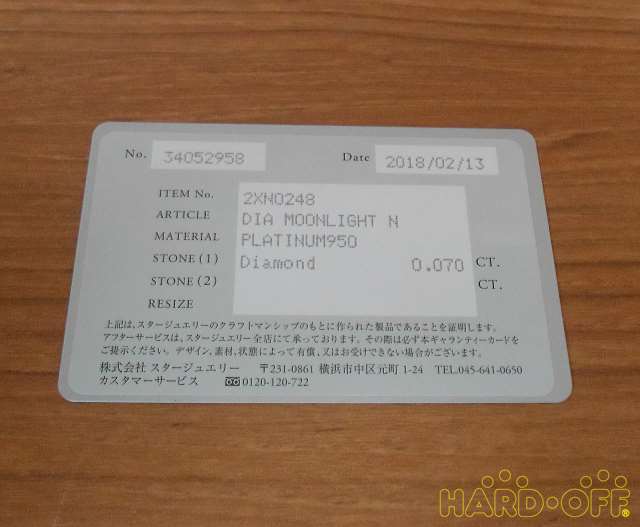 No. 34052958 Date 2018/02/13
ITEM No. 2XN0248
ARTICLE DIA MOONLIGHT N
MATERIAL PLATINUM950
STONE (1) Diamond 0.070 CT.
STONE (2) CT.
RESIZE
上記は、スタージュエリーのクラフトマンシップのもとに作られた製品であることを証明します。
アフターサービスは、スタージュエリー全店にて承っております。その際は必ず本ギャランティーカードを
ご提示ください。デザイン、素材、状態によって有償、又はお受けできない場合がございます。
株式会社 スタージュエリー 〒231-0861 横浜市中区元町 1-24 TEL.045-641-0650
カスタマーサービス 0120-120-722
HARD・OFF®